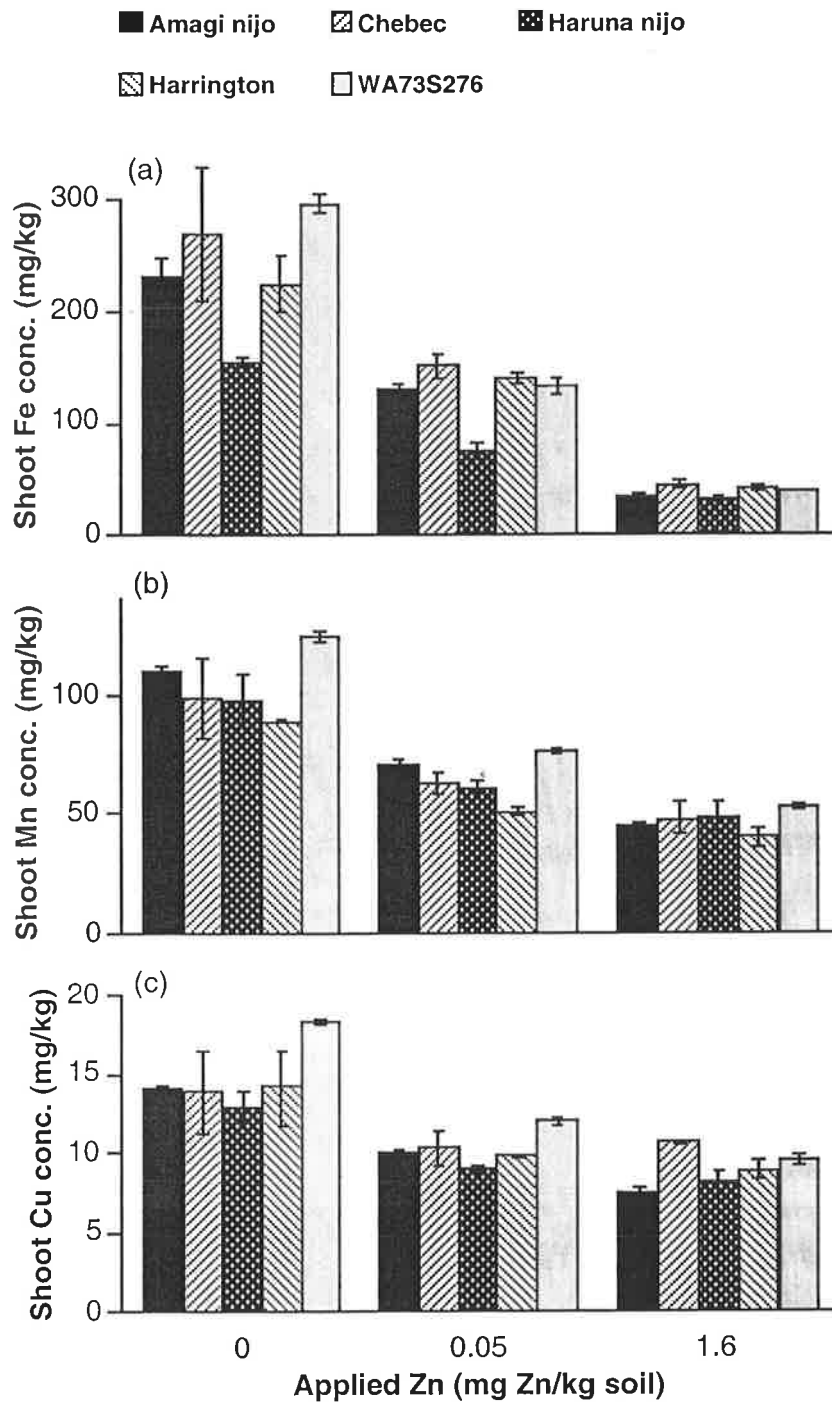 Amagi nijo Chebec Haruna nijo
Harrington WA73S276
(a)
Shoot Fe conc. (mg/kg)
300
200
100
0
(b)
Shoot Mn conc. (mg/kg)
100
50
0
(c)
Shoot Cu conc. (mg/kg)
20
15
10
5
0
0 0.05 1.6
Applied Zn (mg Zn/kg soil)